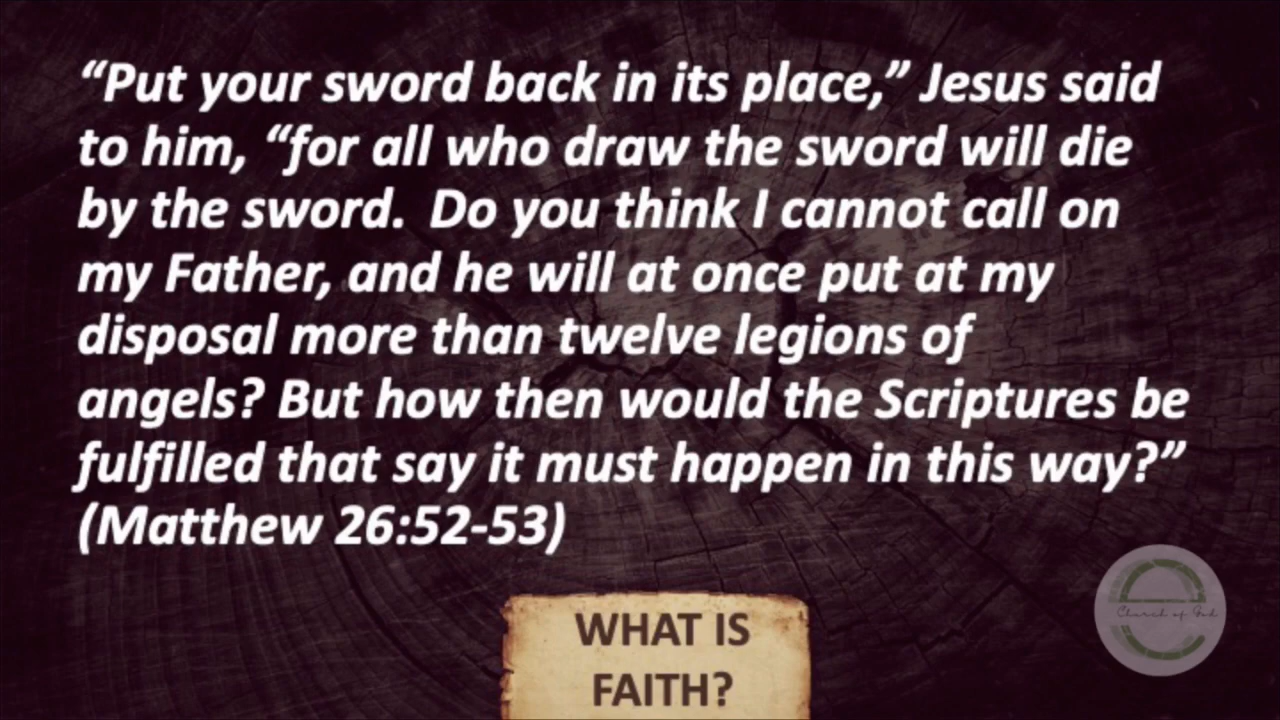 “Put your sword back in its place,” Jesus said
to him, “for all who draw the sword will die
by the sword.  Do you think I cannot call on
my Father, and he will at once put at my
disposal more than twelve legions of
angels? But how then would the Scriptures be
fulfilled that say it must happen in this way?”
(Matthew 26:52-53)
Church of God
WHAT IS
FAITH?